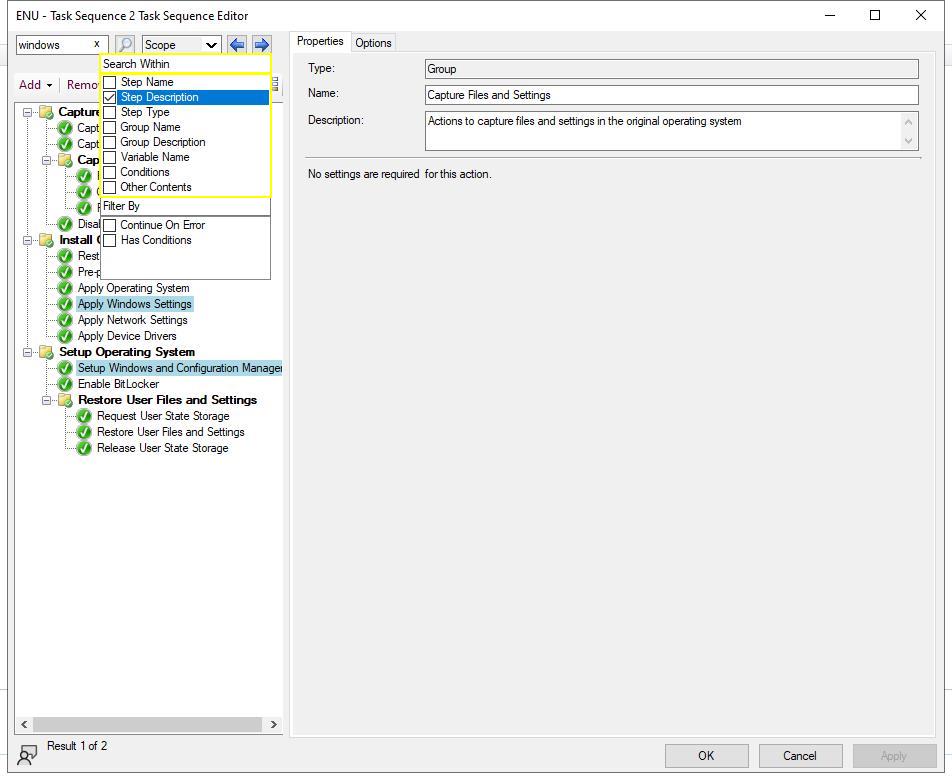 ENU - Task Sequence 2 Task Sequence Editor
windows x
Scope
Search Within
Step Name
Step Description
Step Type
Group Name
Group Description
Variable Name
Conditions
Other Contents
Filter By
Continue On Error
Has Conditions
Add
Remo
Capture
Capt
Capt
Cap
Disa
Install
Rest
Pre-p
Apply Operating System
Apply Windows Settings
Apply Network Settings
Apply Device Drivers
Setup Operating System
Setup Windows and Configuration Manager
Enable BitLocker
Restore User Files and Settings
Request User State Storage
Restore User Files and Settings
Release User State Storage
Result 1 of 2
Properties Options
Type: Group
Name: Capture Files and Settings
Description: Actions to capture files and settings in the original operating system
No settings are required for this action.
OK Cancel Apply